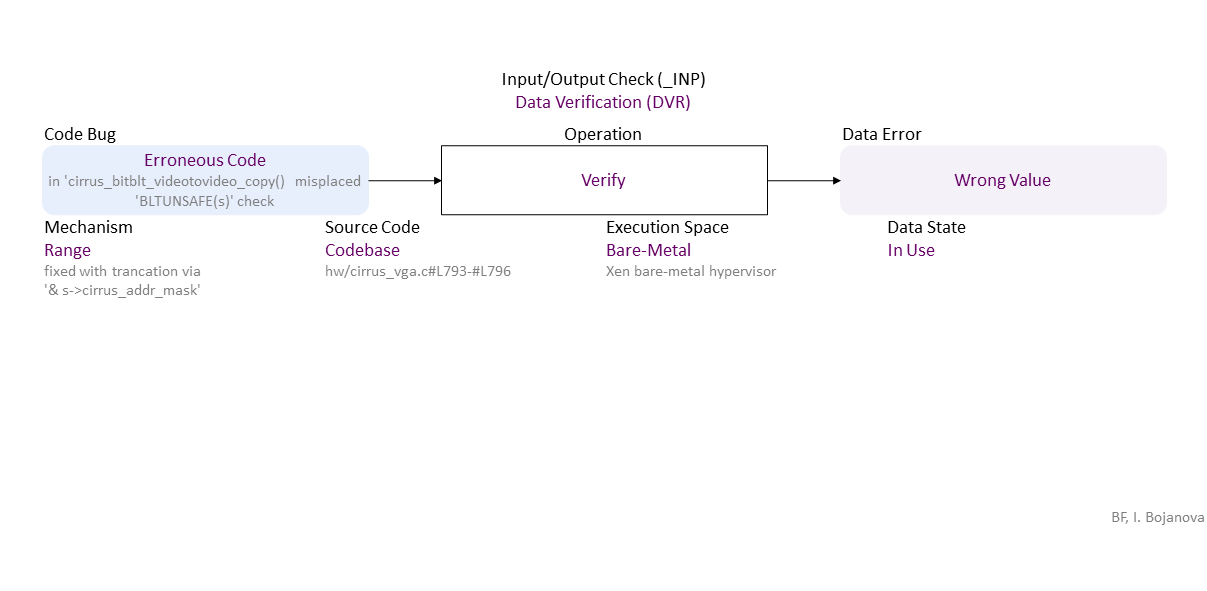 Input/Output Check (_INP)
Data Verification (DVR)
Code Bug
Operation
Data Error
Erroneous Code
in 'cirrus_bitblt_videotovideo_copy() misplaced
'BLTUNSAFE(s)' check
Verify
Wrong Value
Mechanism
Range
fixed with trancation via
'& s->cirrus_addr_mask'
Source Code
Codebase
hw/cirrus_vga.c#L793-#L796
Execution Space
Bare-Metal
Xen bare-metal hypervisor
Data State
In Use
BF, I. Bojanova